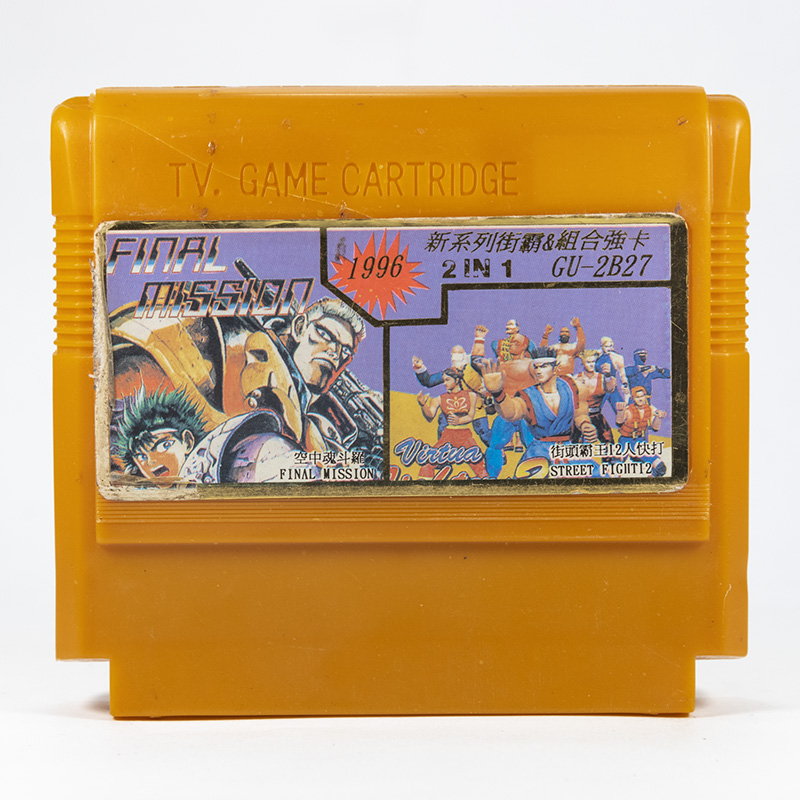 TV. GAME CARTRIDGE
FINAL
MISSION
1996
新系列街霸&組合強卡
2 IN 1 GU-2B27
空中魂斗羅
FINAL MISSION
Virtua
街頭霸王12人快打
STREET FIGHT12